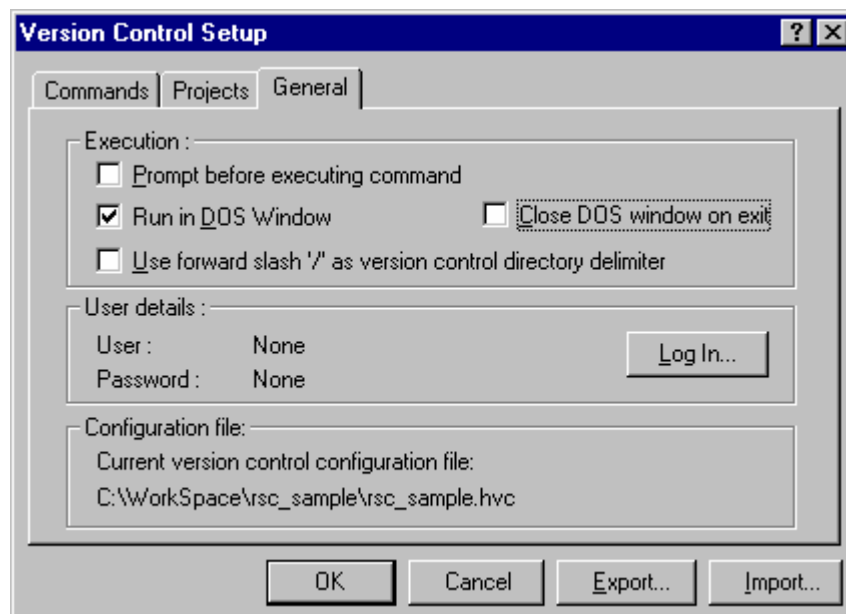 Version Control Setup
Commands Projects General
Execution :
Prompt before executing command
Run in DOS Window Close DOS window on exit
Use forward slash '/' as version control directory delimiter
User details :
User : None
Log In...
Password : None
Configuration file:
Current version control configuration file:
C:\WorkSpace\rsc_sample\rsc_sample.hvc
OK Cancel Export... Import...